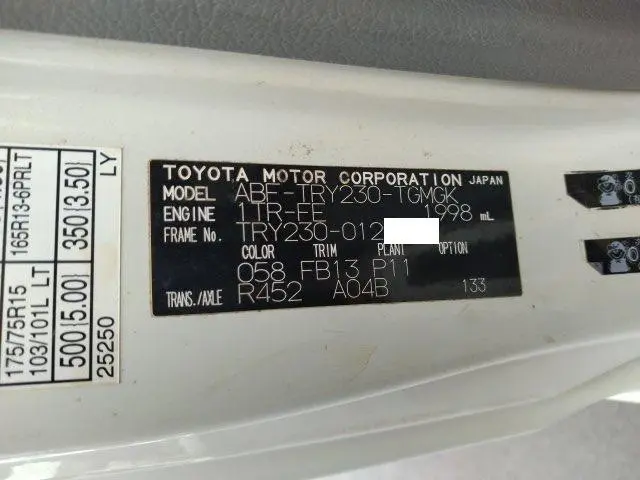 TOYOTA MOTOR CORPORATION JAPAN
MODEL ABF-TRY230-TGMGK
ENGINE 1TR-FE 1998 mL
FRAME No. TRY230-012
COLOR TRIM PLANT OPTION
058 FB13 P11
TRANS./AXLE R452 A04B 133
165R13-6PRLT
350(3.50)
LY
175/75R15
103/101L LT
500(5.00)
25250